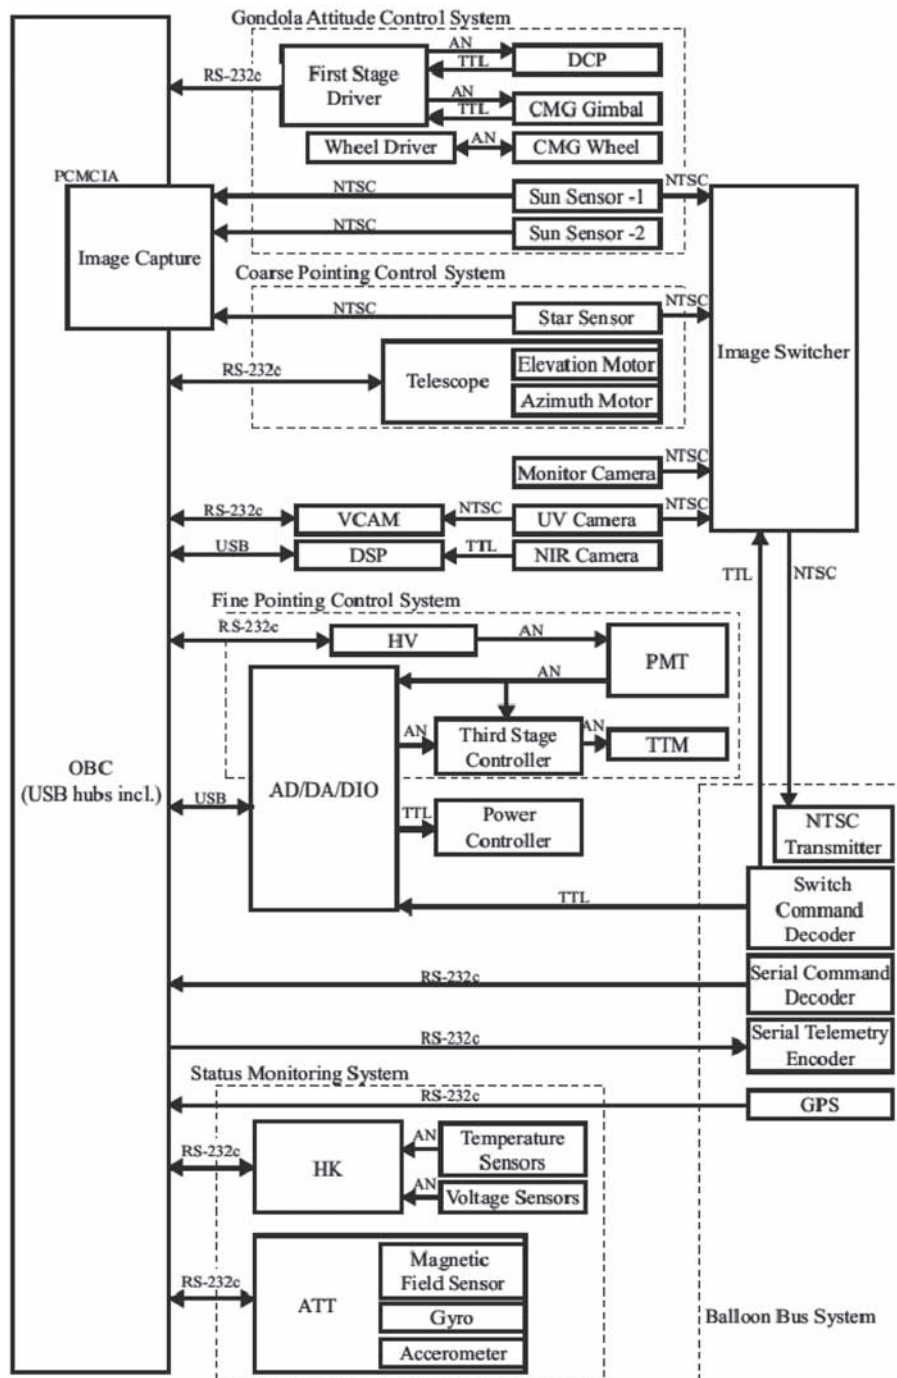 Gondola Attitude Control System
AN
First Stage
Driver
TTL
DCP
RS-232c
AN
TTL
CMG Gimbal
Wheel Driver
AN
CMG Wheel
PCMCIA
NTSC
Sun Sensor -1
NTSC
NTSC
Sun Sensor -2
Image Capture
Coarse Pointing Control System
NTSC
Star Sensor
NTSC
Image Switcher
RS-232c
Telescope
Elevation Motor
Azimuth Motor
Monitor Camera
NTSC
RS-232c
VCAM
NTSC
UV Camera
NTSC
USB
DSP
TTL
NIR Camera
TTL
NTSC
Fine Pointing Control System
RS-232c
HV
AN
PMT
AN
AN
Third Stage
Controller
AN
TTM
OBC
(USB hubs incl.)
USB
AD/DA/DIO
TTL
Power
Controller
NTSC
Transmitter
TTL
Switch
Command
Decoder
RS-232c
Serial Command
Decoder
RS-232c
Serial Telemetry
Encoder
Status Monitoring System
RS-232c
GPS
RS-232c
HK
AN
Temperature
Sensors
AN
Voltage Sensors
RS-232c
ATT
Magnetic
Field Sensor
Gyro
Accerometer
Balloon Bus System